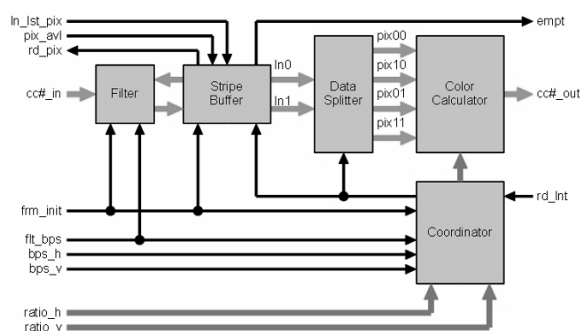 ln_lst_pix
pix_avl
rd_pix
empt
cc#_in
Filter
Stripe
Buffer
ln0
ln1
Data
Splitter
pix00
pix10
pix01
pix11
Color
Calculator
cc#_out
frm_init
rd_lnt
flt_bps
bps_h
bps_v
Coordinator
ratio_h
ratio_v